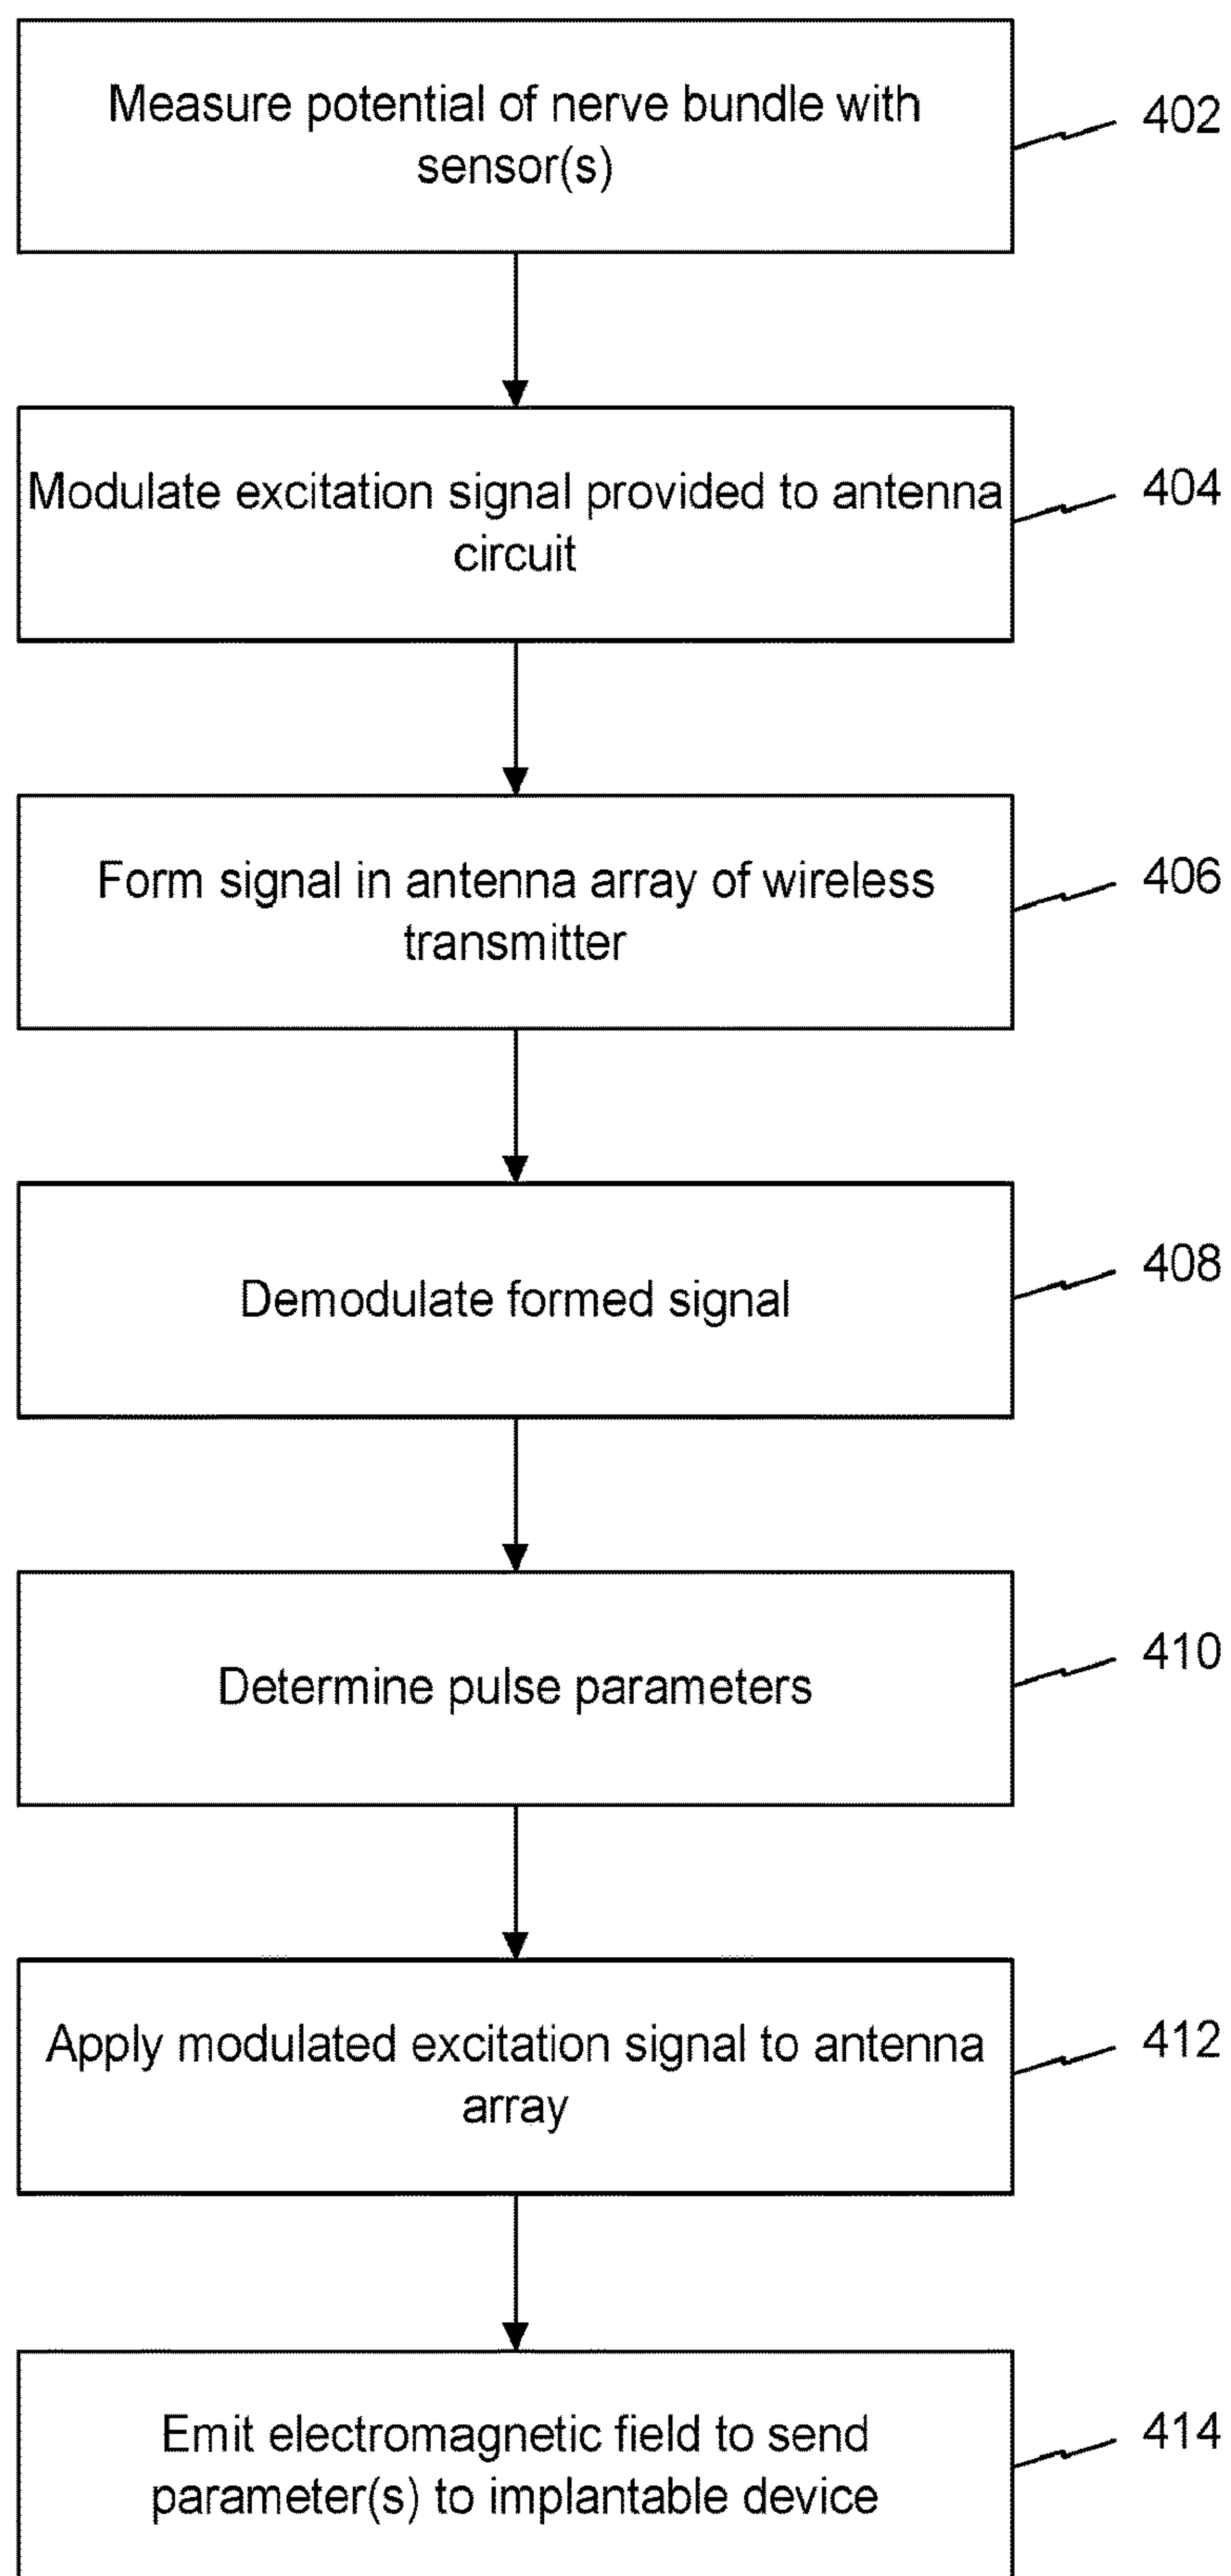 Measure potential of nerve bundle with
sensor(s)
402
Modulate excitation signal provided to antenna
circuit
404
Form signal in antenna array of wireless
transmitter
406
Demodulate formed signal
408
Determine pulse parameters
410
Apply modulated excitation signal to antenna
array
412
Emit electromagnetic field to send
parameter(s) to implantable device
414